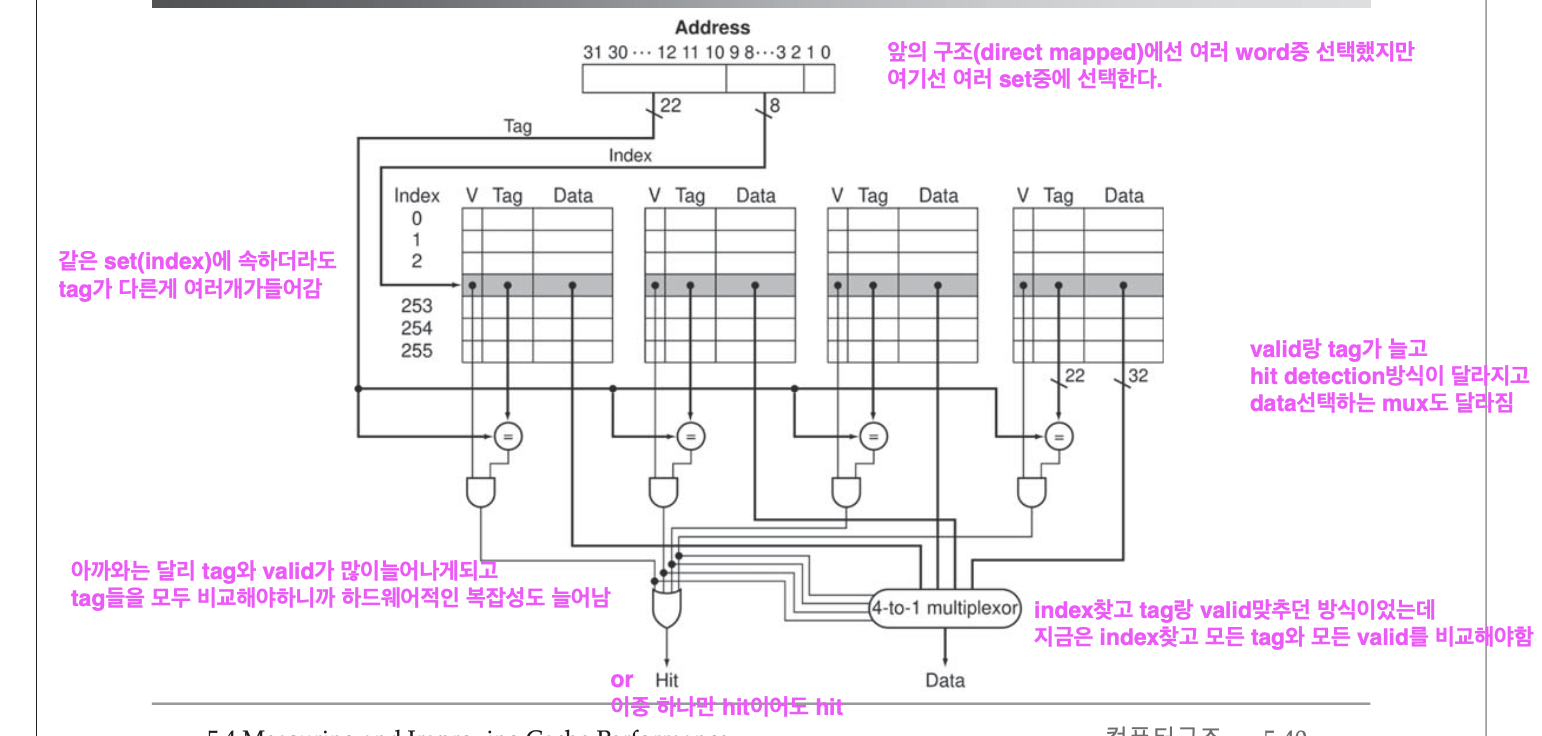 Address
31 30 ··· 12 11 10 9 8···3 2 1 0
앞의 구조(direct mapped)에선 여러 word중 선택했지만
여기선 여러 set중에 선택한다.
22
8
Tag
Index
Index
V Tag Data
V Tag Data
V Tag Data
V Tag Data
0
1
2
253
254
255
같은 set(index)에 속하더라도
tag가 다른게 여러개가들어감
valid랑 tag가 늘고
hit detection방식이 달라지고
data선택하는 mux도 달라짐
22
32
=
=
=
=
아까와는 달리 tag와 valid가 많이늘어나게되고
tag들을 모두 비교해야하니까 하드웨어적인 복잡성도 늘어남
4-to-1 multiplexor
index찾고 tag랑 valid맞추던 방식이었는데
지금은 index찾고 모든 tag와 모든 valid를 비교해야함
or
Hit
Data
이중 하나만 hit이어도 hit
5.4 Measuring and Improving Cache Performance
컴퓨터구조 5-40